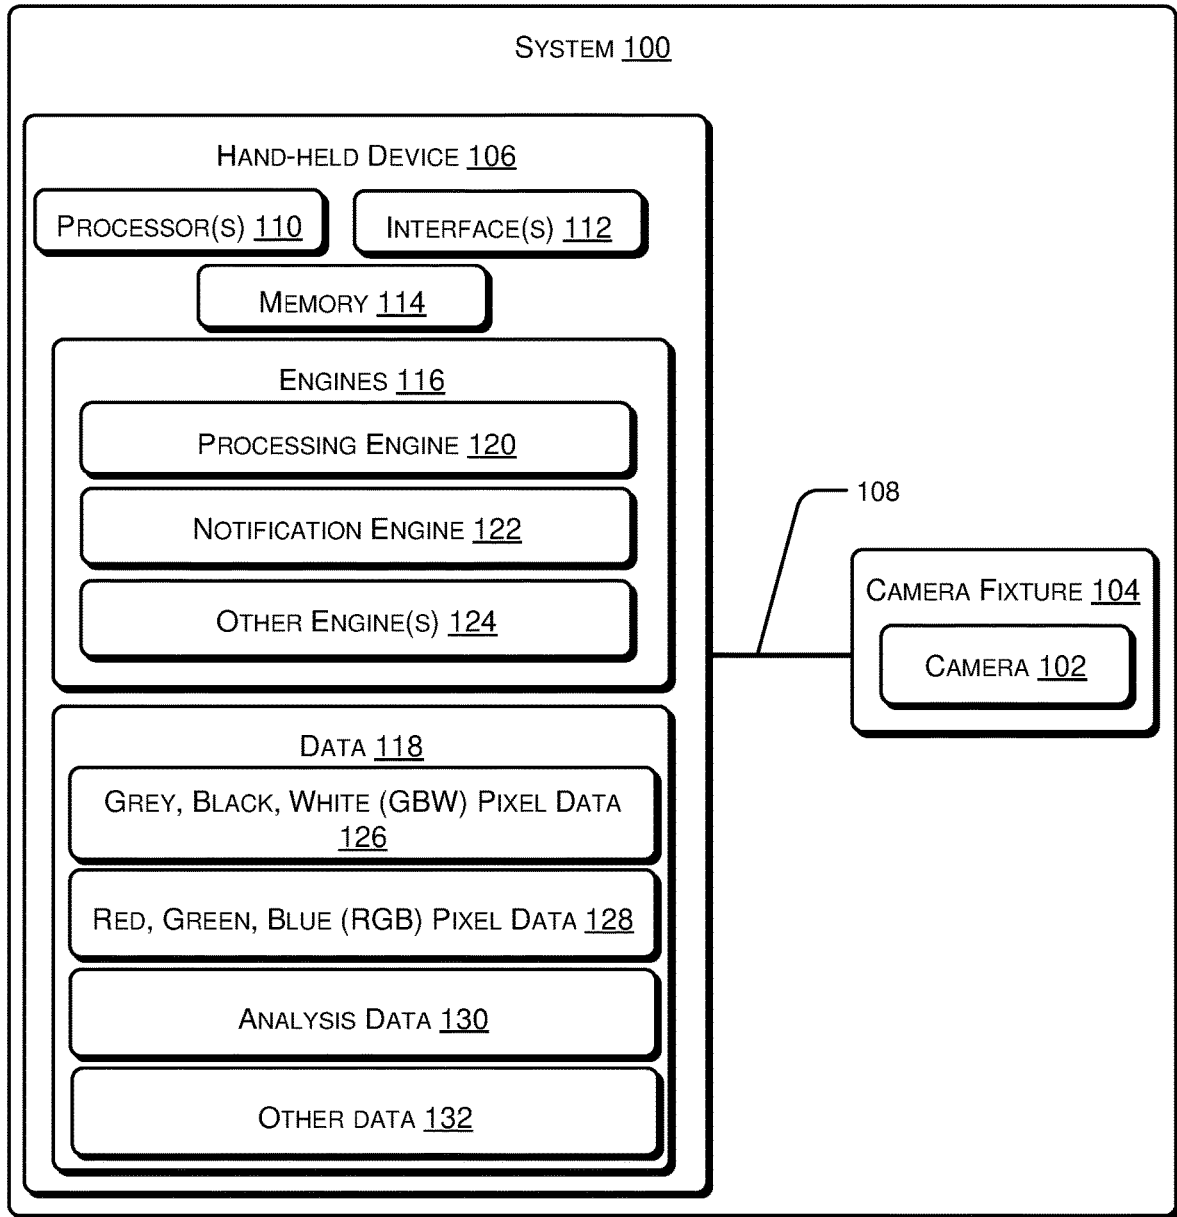 SYSTEM 100
HAND-HELD DEVICE 106
PROCESSOR(S) 110
INTERFACE(S) 112
MEMORY 114
ENGINES 116
PROCESSING ENGINE 120
NOTIFICATION ENGINE 122
OTHER ENGINE(S) 124
DATA 118
GREY, BLACK, WHITE (GBW) PIXEL DATA
126
RED, GREEN, BLUE (RGB) PIXEL DATA 128
ANALYSIS DATA 130
OTHER DATA 132
108
CAMERA FIXTURE 104
CAMERA 102